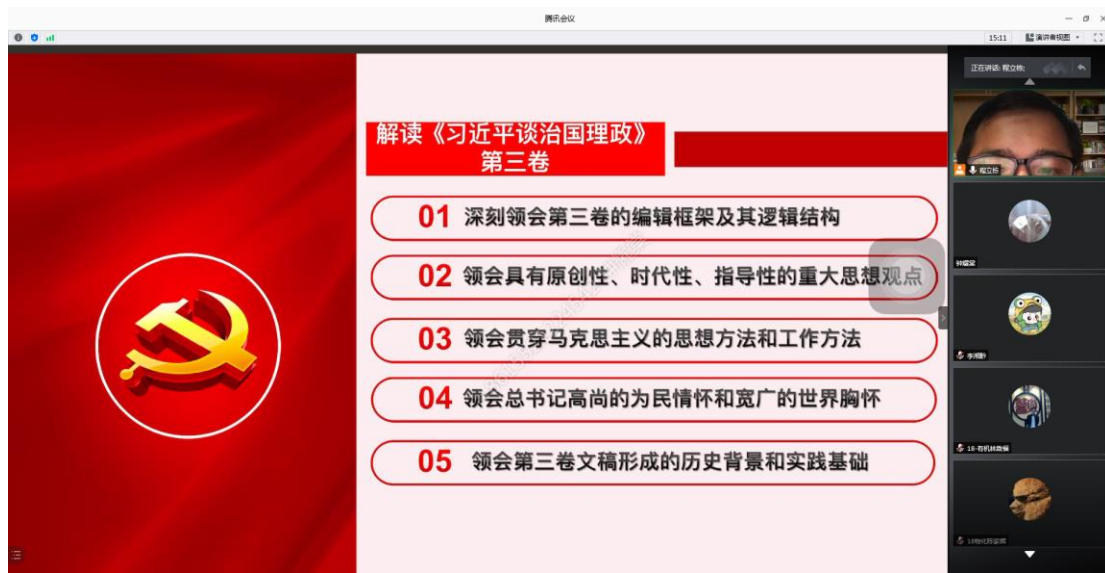 腾讯会议
15:11
演讲者视图
解读《习近平谈治国理政》
第三卷
01 深刻领会第三卷的编辑框架及其逻辑结构
02 领会具有原创性、时代性、指导性的重大思想观点
03 领会贯穿马克思主义的思想方法和工作方法
04 领会总书记高尚的为民情怀和宽广的世界胸怀
05 领会第三卷文稿形成的历史背景和实践基础
正在讲话: 程立栋;
程立栋